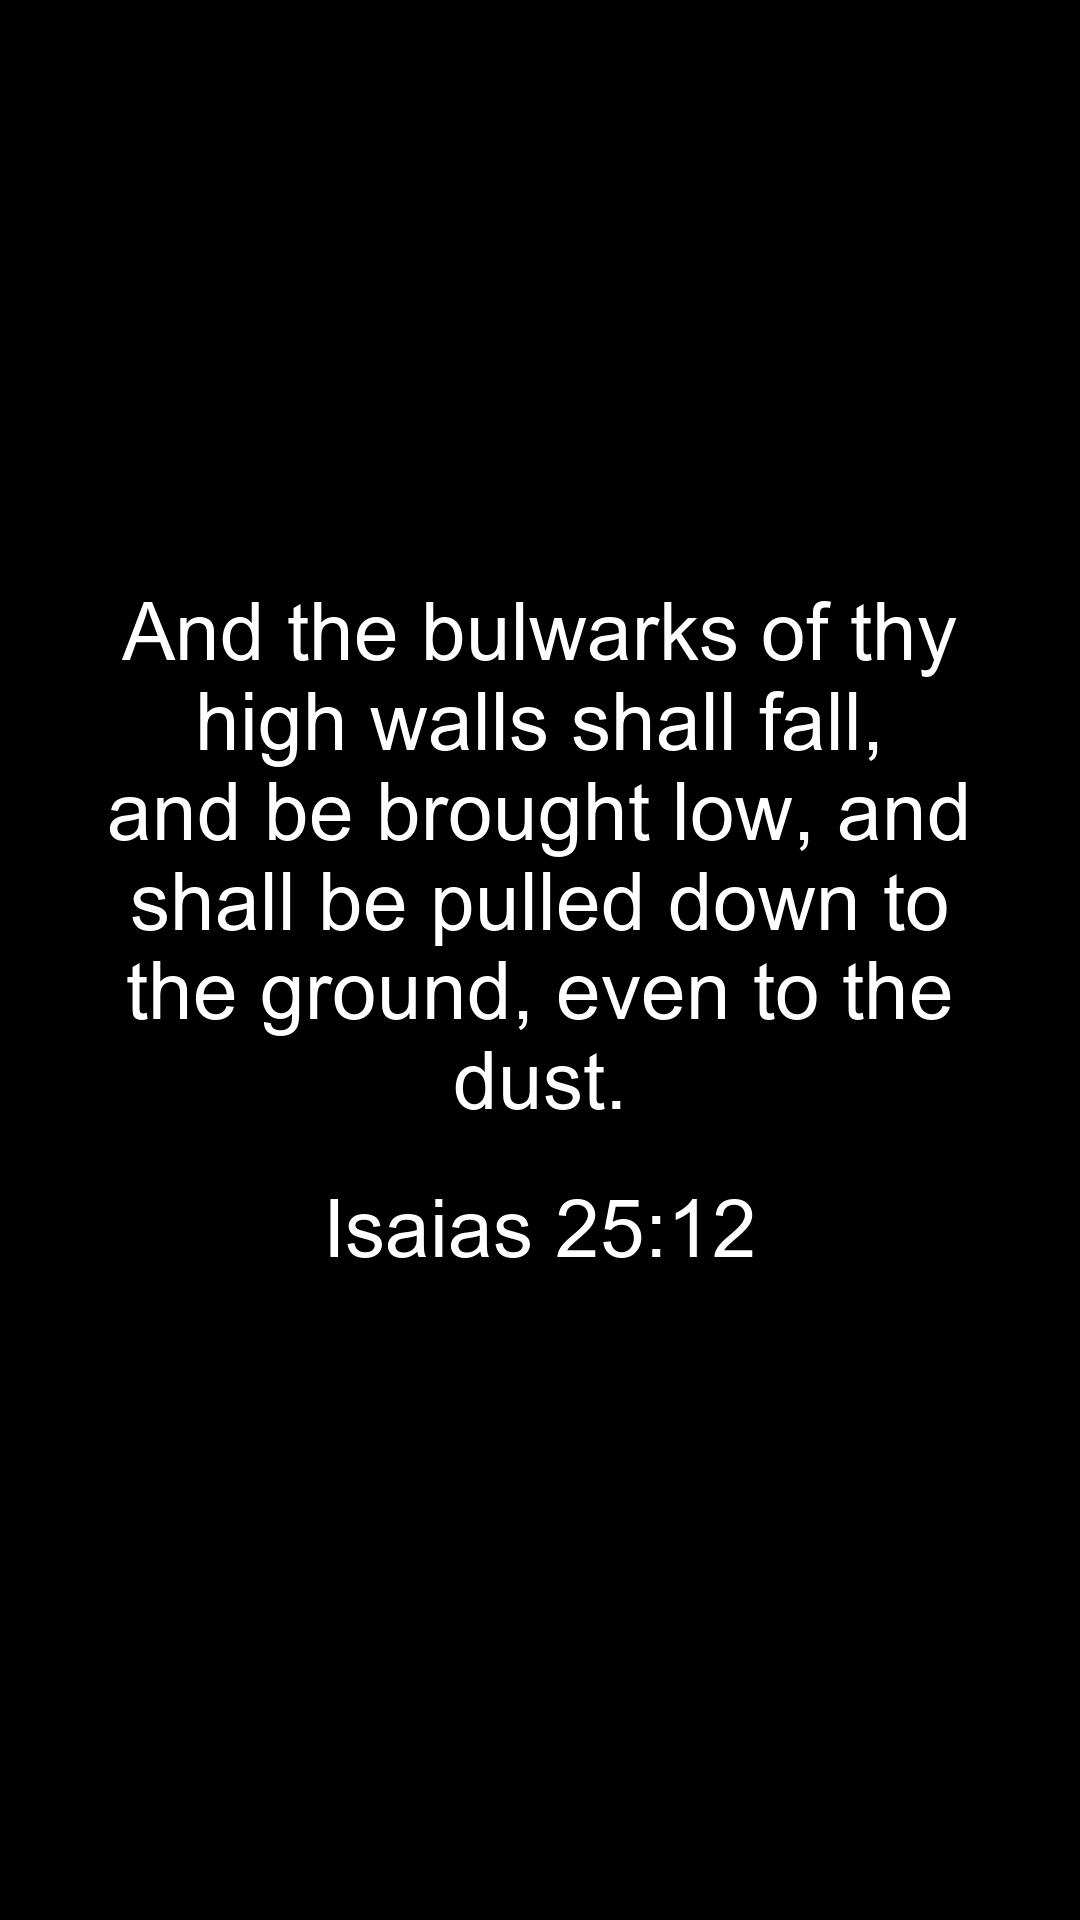 And the bulwarks of thy
high walls shall fall,
and be brought low, and
shall be pulled down to
the ground, even to the
dust.
Isaias 25:12